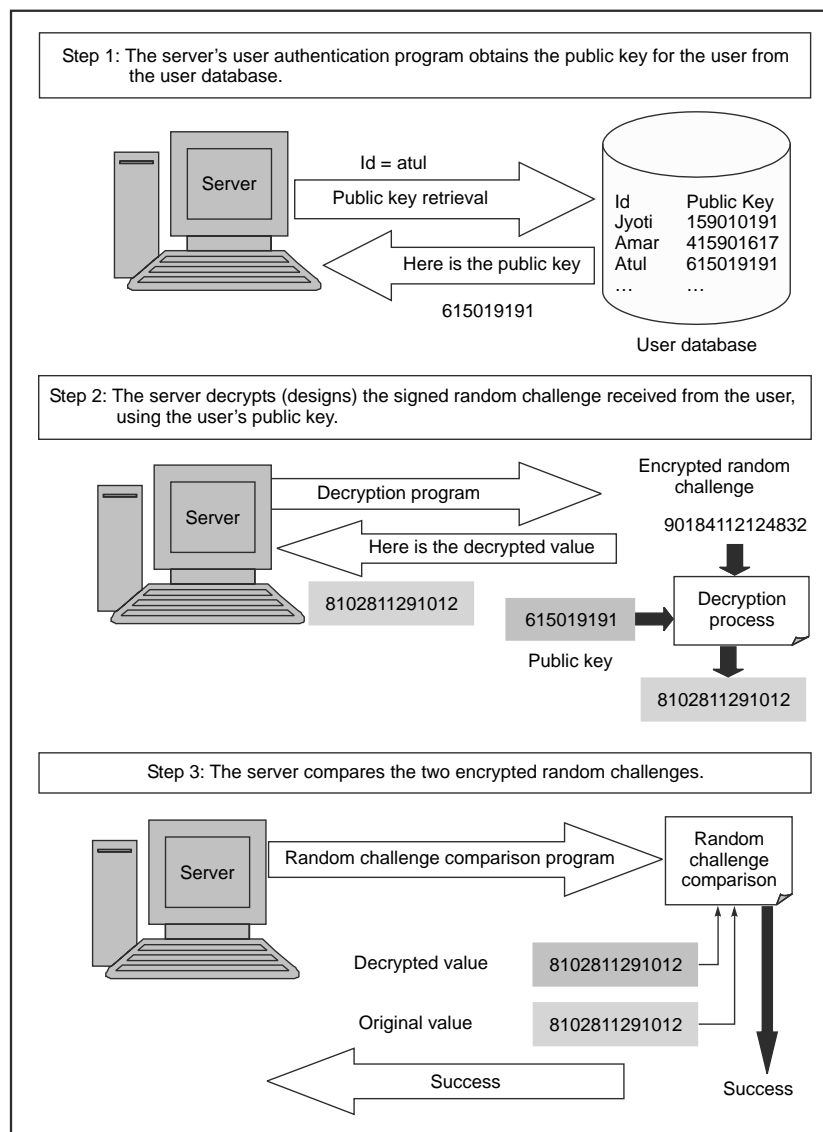 Step 1: The server's user authentication program obtains the public key for the user from
the user database.
Id = atul
Server
Public key retrieval
Here is the public key
615019191
Id Public Key
Jyoti 159010191
Amar 415901617
Atul 615019191
… …
User database
Step 2: The server decrypts (designs) the signed random challenge received from the user,
using the user's public key.
Server
Decryption program
Here is the decrypted value
8102811291012
Encrypted random
challenge
90184112124832
615019191
Public key
Decryption
process
8102811291012
Step 3: The server compares the two encrypted random challenges.
Server
Random challenge comparison program
Random
challenge
comparison
Decrypted value 8102811291012
Original value 8102811291012
Success
Success